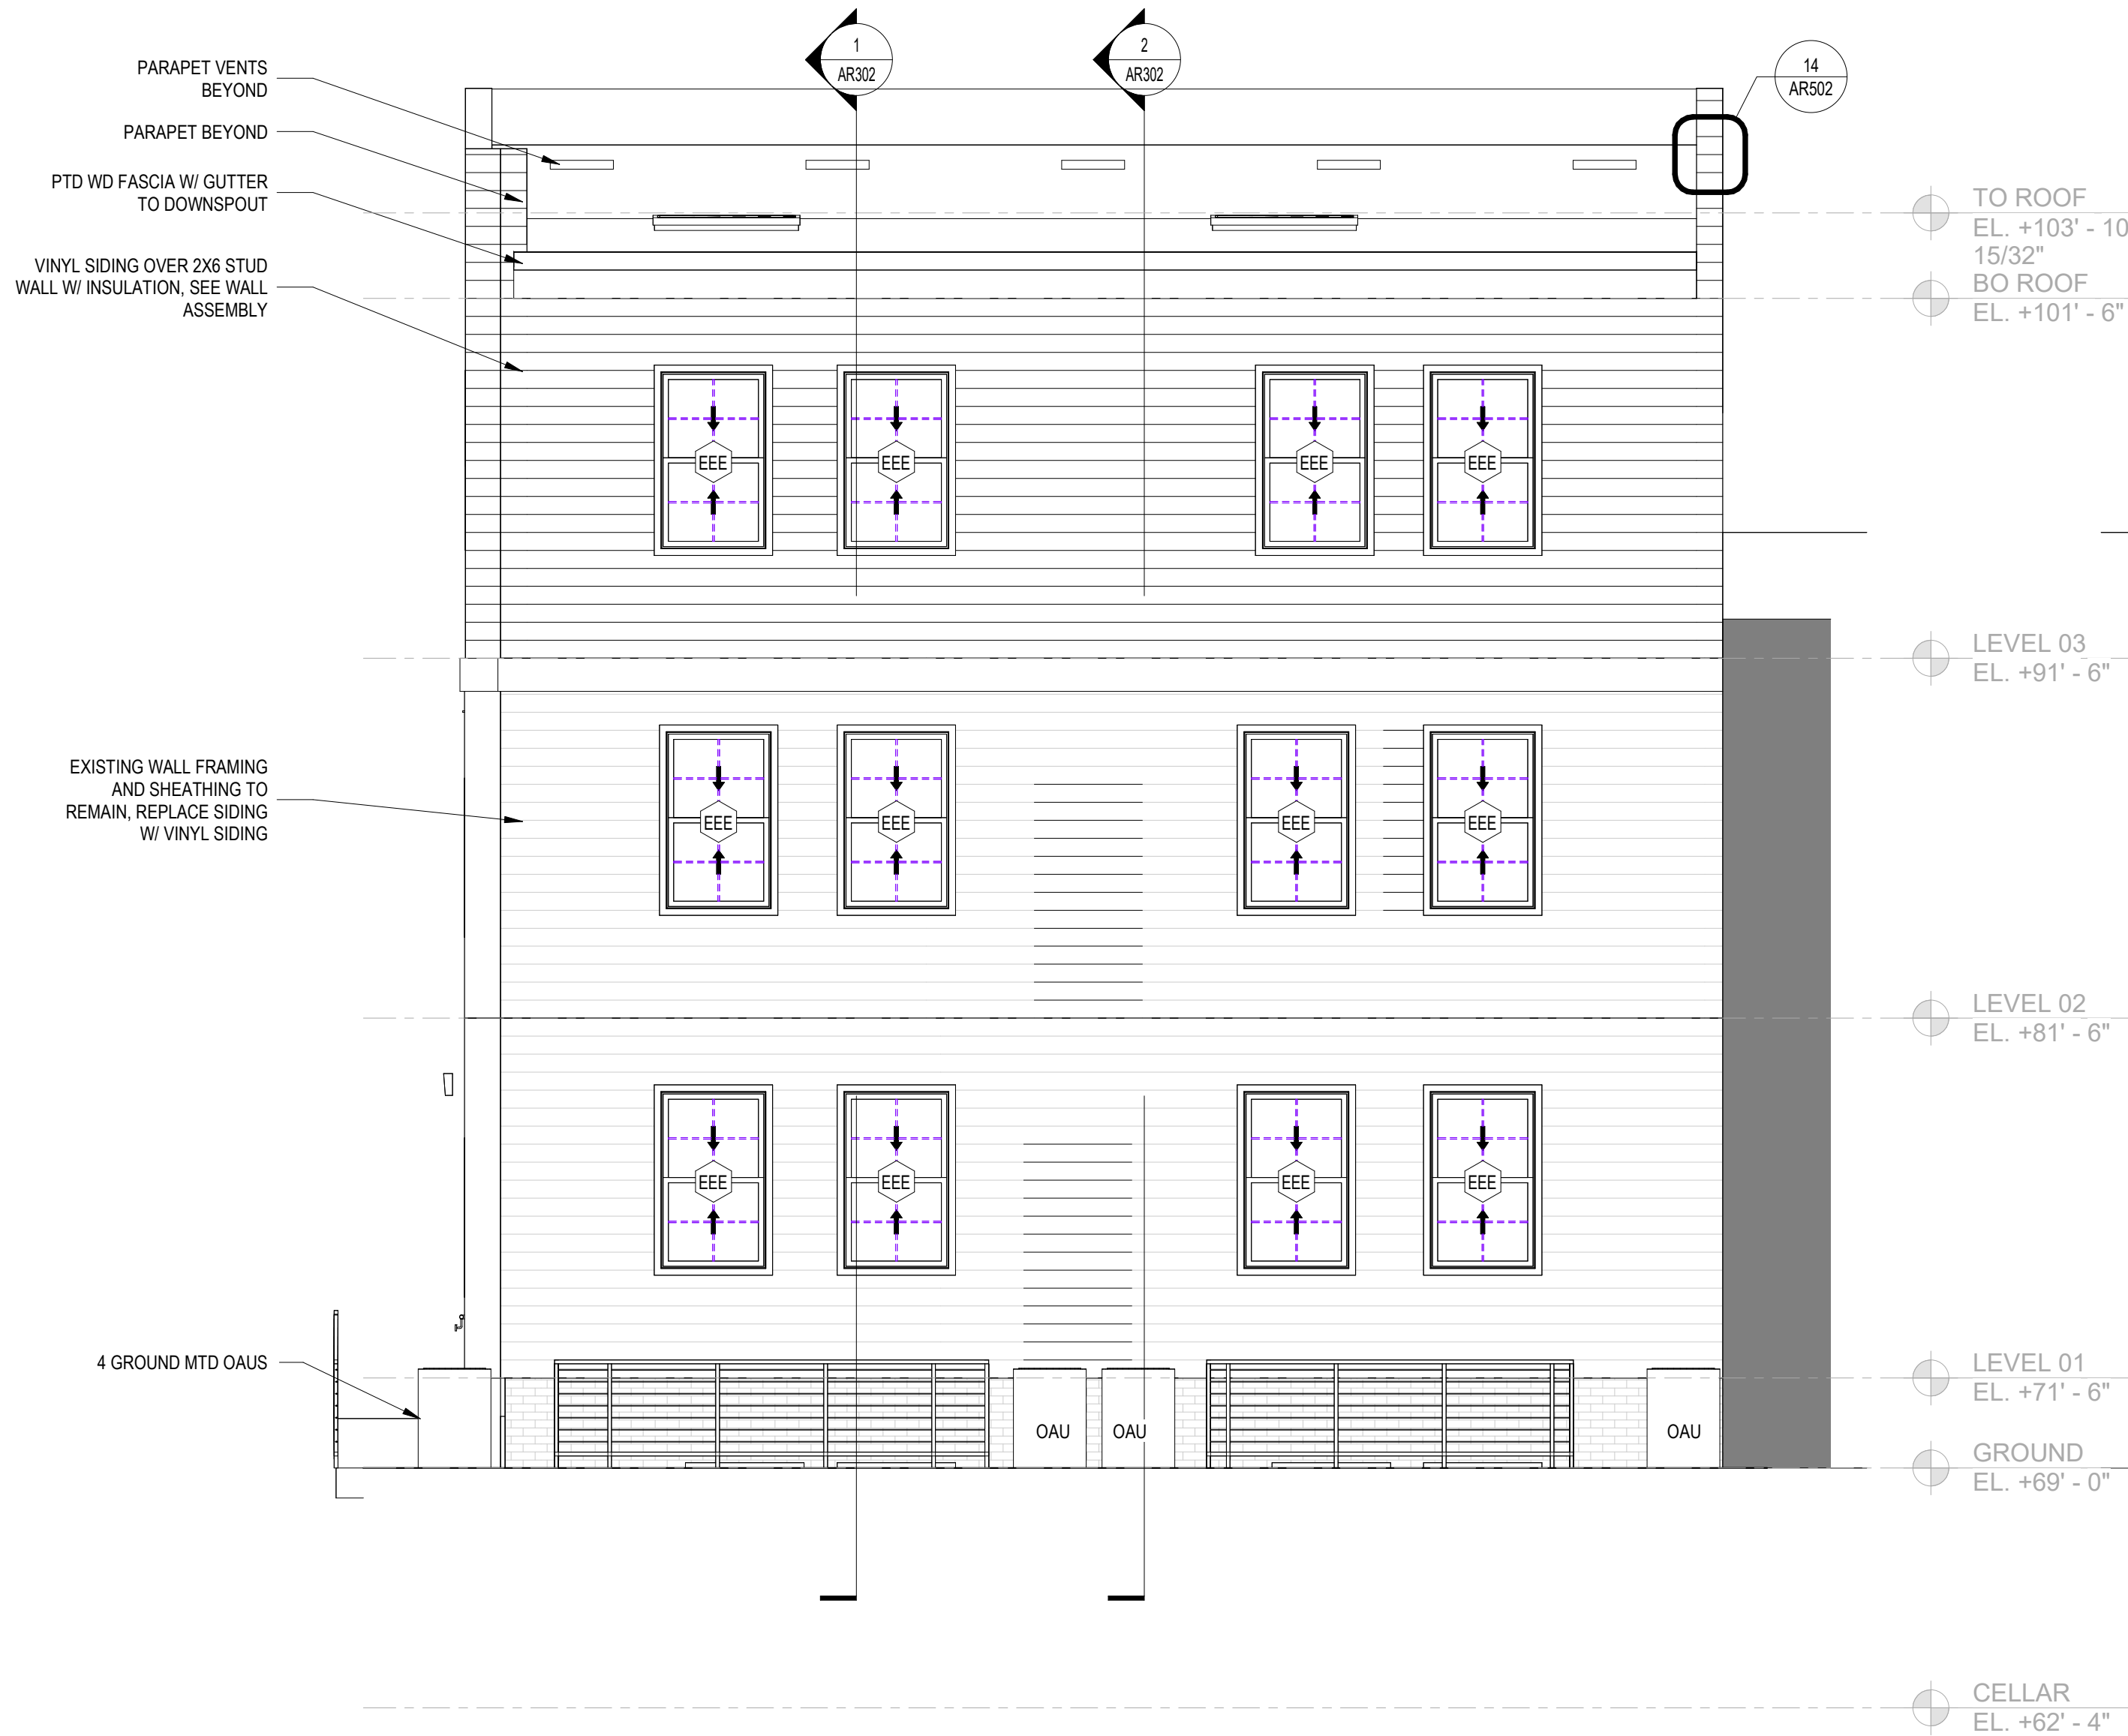 1
AR302
2
AR302
14
AR502
PARAPET VENTS
BEYOND
PARAPET BEYOND
PTD WD FASCIA W/ GUTTER
TO DOWNSPOUT
VINYL SIDING OVER 2X6 STUD
WALL W/ INSULATION, SEE WALL
ASSEMBLY
TO ROOF
EL. +103' - 10
15/32"
BO ROOF
EL. +101' - 6"
EEE
EEE
EEE
EEE
LEVEL 03
EL. +91' - 6"
EXISTING WALL FRAMING
AND SHEATHING TO
REMAIN, REPLACE SIDING
W/ VINYL SIDING
EEE
EEE
EEE
EEE
LEVEL 02
EL. +81' - 6"
EEE
EEE
EEE
EEE
4 GROUND MTD OAUS
LEVEL 01
EL. +71' - 6"
OAU
OAU
OAU
GROUND
EL. +69' - 0"
CELLAR
EL. +62' - 4"